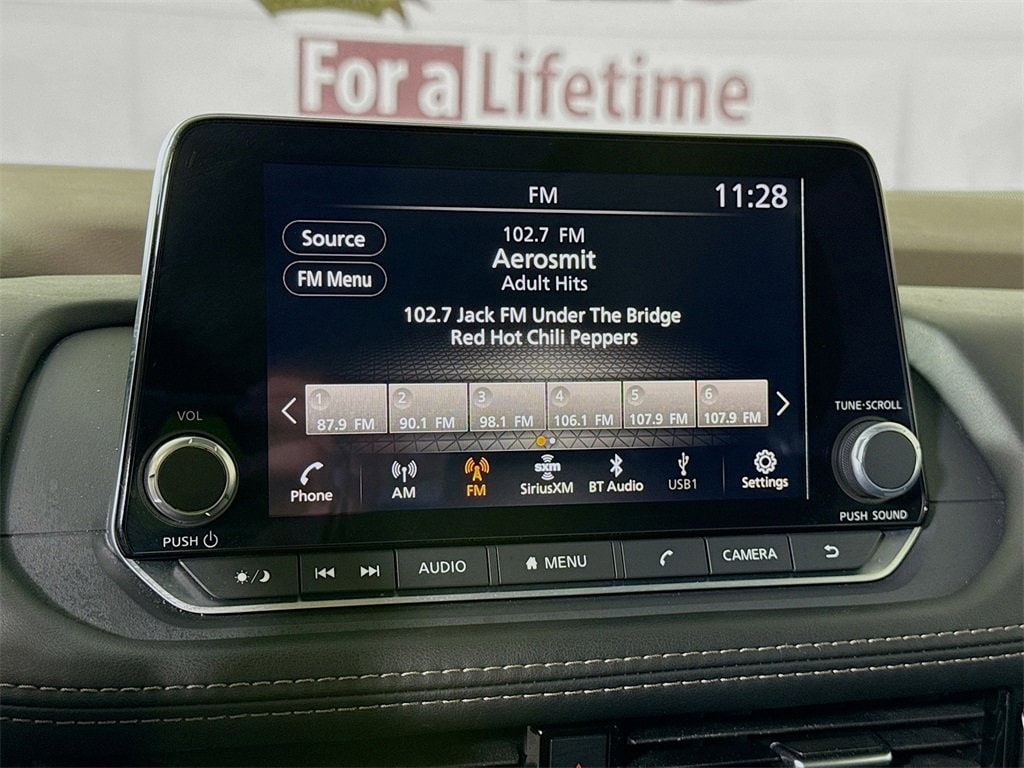 For a Lifetime
FM 11:28
Source
FM Menu
102.7 FM
Aerosmit
Adult Hits
102.7 Jack FM Under The Bridge
Red Hot Chili Peppers
1 2 3 4 5 6
87.9 FM 90.1 FM 98.1 FM 106.1 FM 107.9 FM 107.9 FM
sxm
Phone AM FM SiriusXM BT Audio USB1 Settings
VOL
PUSH
TUNE·SCROLL
PUSH SOUND
AUDIO MENU CAMERA